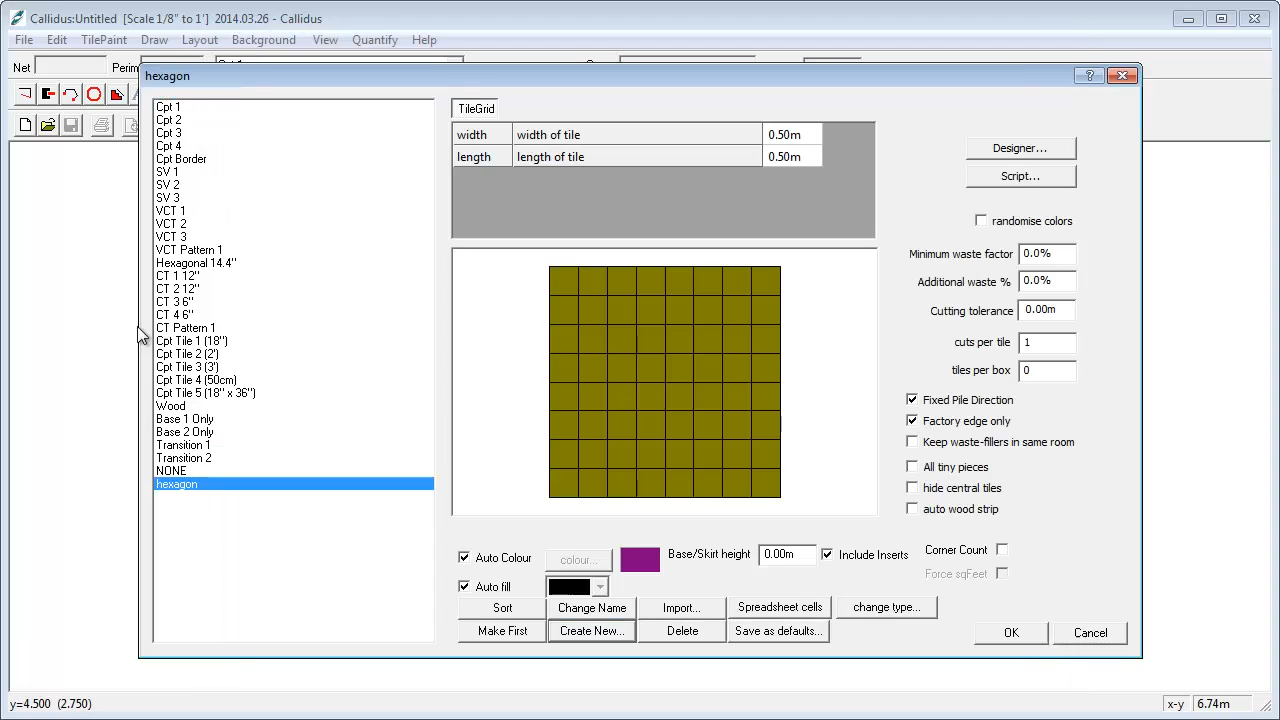 Callidus:Untitled [Scale 1/8" to 1'] 2014.03.26 - Callidus
File Edit TilePaint Draw Layout Background View Quantify Help
Net Perim
hexagon
Cpt 1
Cpt 2
Cpt 3
Cpt 4
Cpt Border
SV 1
SV 2
SV 3
VCT 1
VCT 2
VCT 3
VCT Pattern 1
Hexagonal 14.4"
CT 1 12"
CT 2 12"
CT 3 6"
CT 4 6"
CT Pattern 1
Cpt Tile 1 (18")
Cpt Tile 2 (2')
Cpt Tile 3 (3')
Cpt Tile 4 (50cm)
Cpt Tile 5 (18" x 36")
Wood
Base 1 Only
Base 2 Only
Transition 1
Transition 2
NONE
hexagon
TileGrid
width width of tile 0.50m
length length of tile 0.50m
Designer...
Script...
randomise colors
Minimum waste factor 0.0%
Additional waste % 0.0%
Cutting tolerance 0.00m
cuts per tile 1
tiles per box 0
Fixed Pile Direction
Factory edge only
Keep waste-fillers in same room
All tiny pieces
hide central tiles
auto wood strip
Auto Colour colour... Base/Skirt height 0.00m Include Inserts Corner Count
Auto fill Force sqFeet
Sort Change Name Import... Spreadsheet cells change type...
Make First Create New... Delete Save as defaults... OK Cancel
y=4.500 (2.750) x-y 6.74m